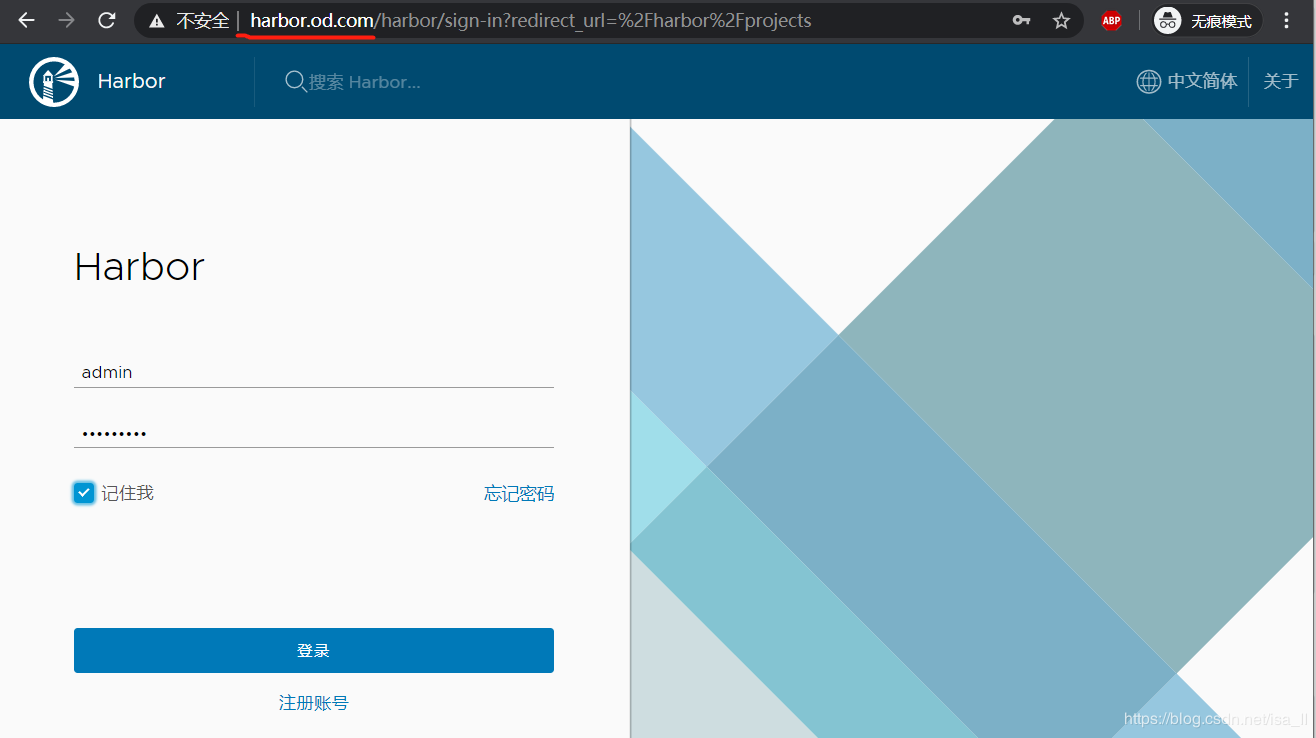 不安全 | harbor.od.com/harbor/sign-in?redirect_url=%2Fharbor%2Fprojects
ABP
无痕模式
Harbor
搜索 Harbor...
中文简体
关于
Harbor
admin
•••••••••
记住我
忘记密码
登录
注册账号
https://blog.csdn.net/isa_ll